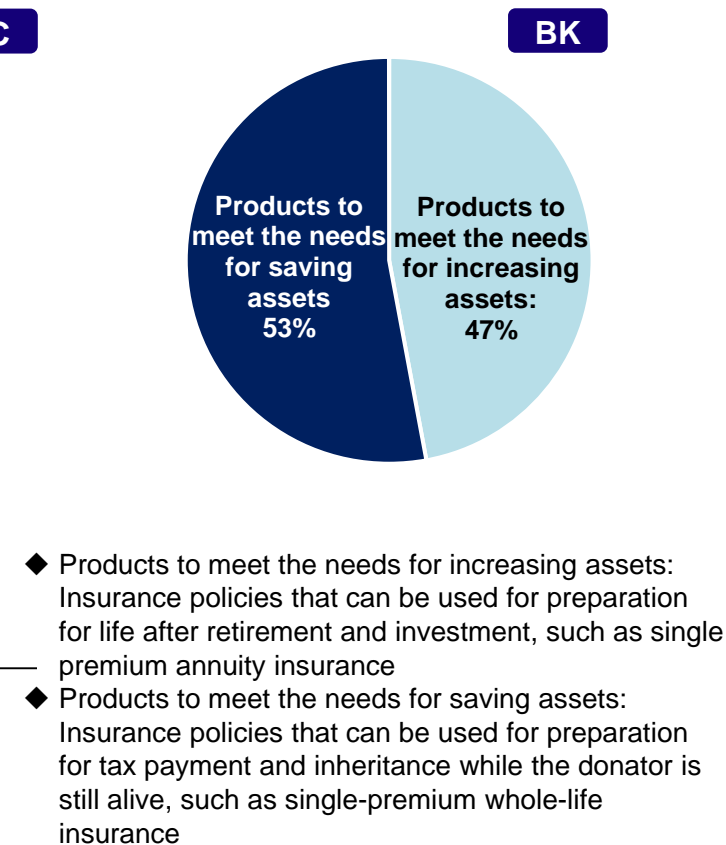 C
BK
Products to
meet the needs
for saving
assets
53%
Products to
meet the needs
for increasing
assets:
47%
◆ Products to meet the needs for increasing assets:
Insurance policies that can be used for preparation
for life after retirement and investment, such as single
premium annuity insurance
◆ Products to meet the needs for saving assets:
Insurance policies that can be used for preparation
for tax payment and inheritance while the donator is
still alive, such as single-premium whole-life
insurance